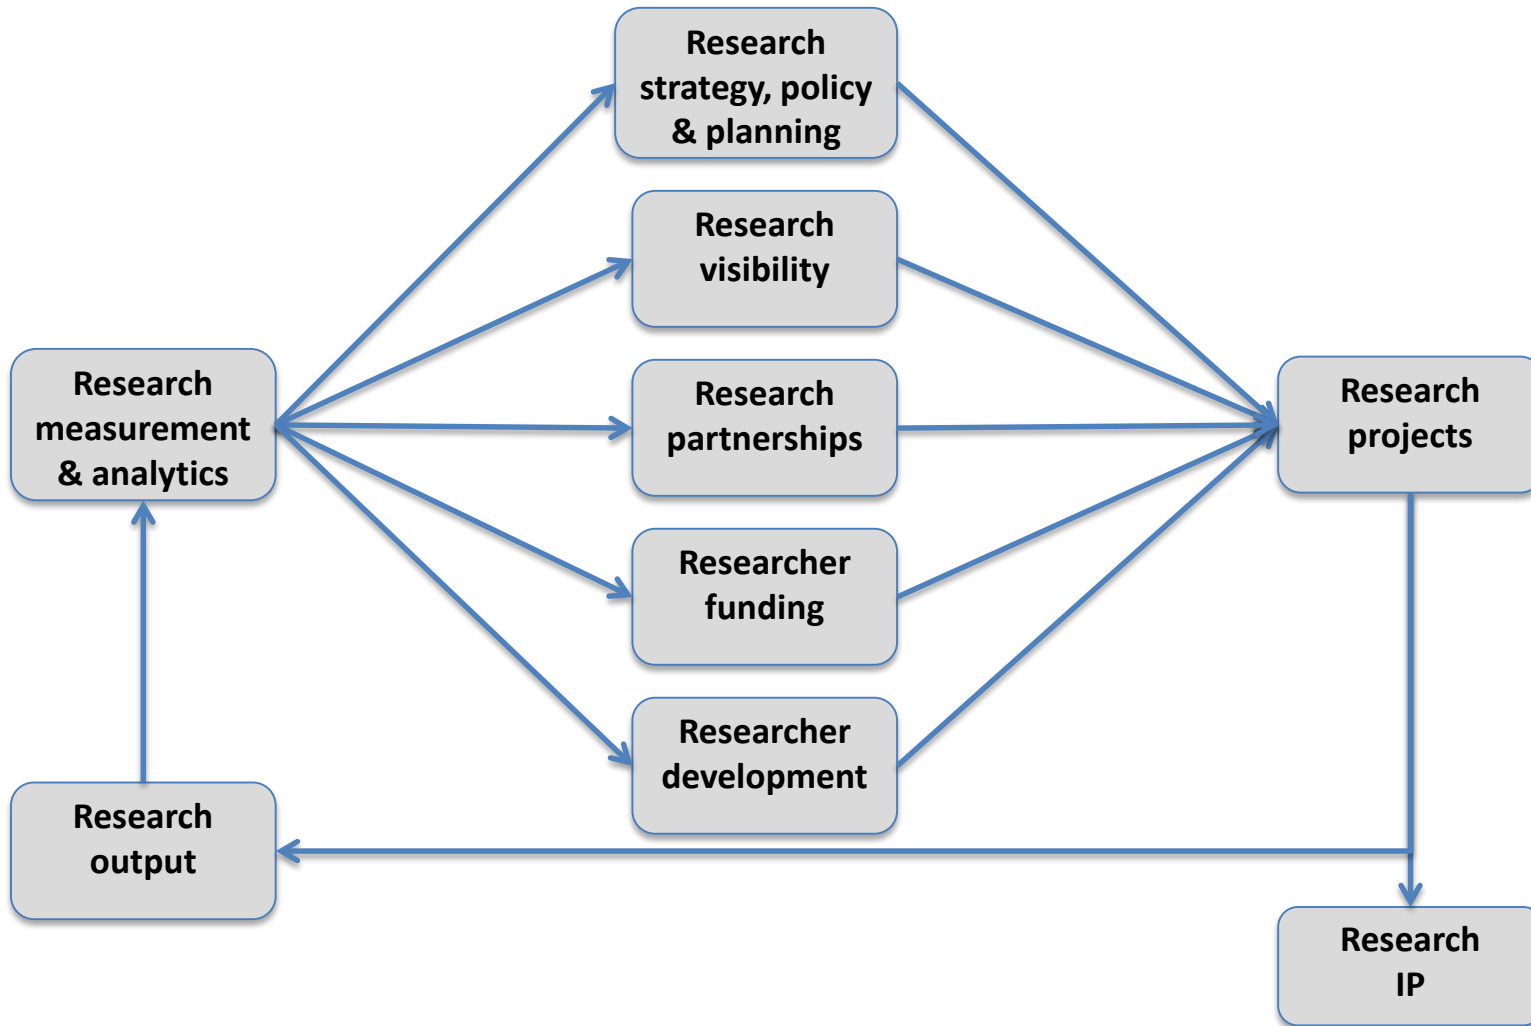 Research
strategy, policy
& planning
Research
visibility
Research
measurement
& analytics
Research
partnerships
Research
projects
Researcher
funding
Researcher
development
Research
output
Research
IP